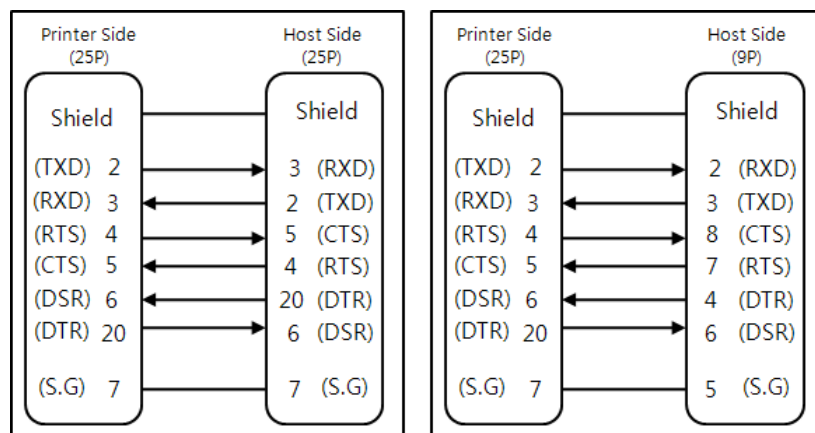 Printer Side
(25P)
Host Side
(25P)
Shield
Shield
(TXD) 2
3 (RXD)
(RXD) 3
2 (TXD)
(RTS) 4
5 (CTS)
(CTS) 5
4 (RTS)
(DSR) 6
20 (DTR)
(DTR) 20
6 (DSR)
(S.G) 7
7 (S.G)
Printer Side
(25P)
Host Side
(9P)
Shield
Shield
(TXD) 2
2 (RXD)
(RXD) 3
3 (TXD)
(RTS) 4
8 (CTS)
(CTS) 5
7 (RTS)
(DSR) 6
4 (DTR)
(DTR) 20
6 (DSR)
(S.G) 7
5 (S.G)